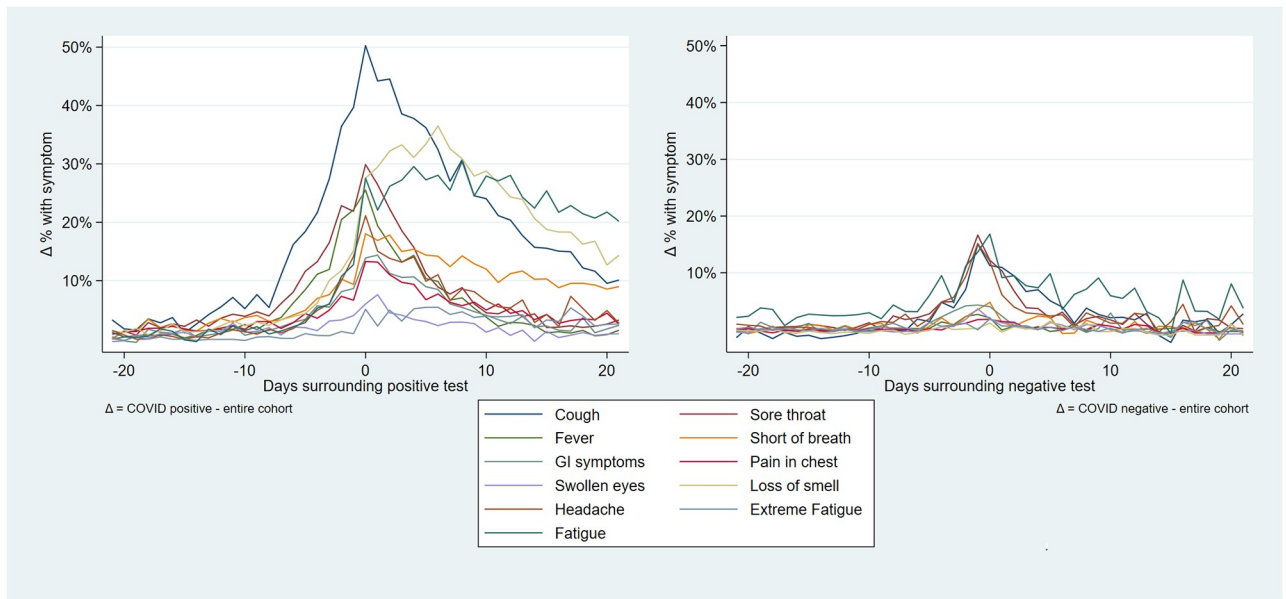 50%
40%
30%
20%
10%
Δ % with symptom
-20 -10 0 10 20
Days surrounding positive test
Δ = COVID positive - entire cohort
50%
40%
30%
20%
10%
Δ % with symptom
-20 -10 0 10 20
Days surrounding negative test
Δ = COVID negative - entire cohort
Cough Sore throat
Fever Short of breath
GI symptoms Pain in chest
Swollen eyes Loss of smell
Headache Extreme Fatigue
Fatigue